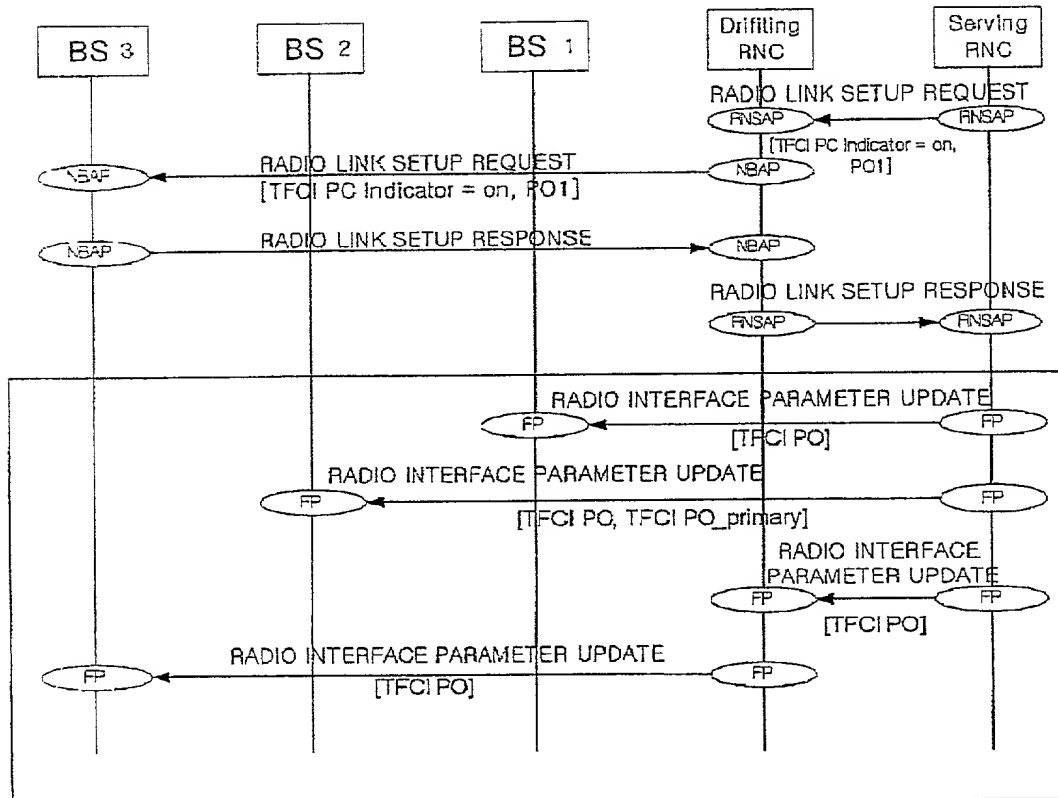 BS 3
BS 2
BS 1
Drifiting
RNC
Serving
RNC
RADIO LINK SETUP REQUEST
RNSAP
RNSAP
[TFCI PC Indicator = on,
PO1]
RADIO LINK SETUP REQUEST
NBAP
NBAP
[TFCI PC Indicator = on, PO1]
RADIO LINK SETUP RESPONSE
NBAP
NBAP
RADIO LINK SETUP RESPONSE
RNSAP
RNSAP
RADIO INTERFACE PARAMETER UPDATE
FP
FP
[TFCI PO]
RADIO INTERFACE PARAMETER UPDATE
FP
FP
[TFCI PO, TFCI PO_primary]
RADIO INTERFACE
PARAMETER UPDATE
FP
FP
[TFCI PO]
RADIO INTERFACE PARAMETER UPDATE
FP
FP
[TFCI PO]